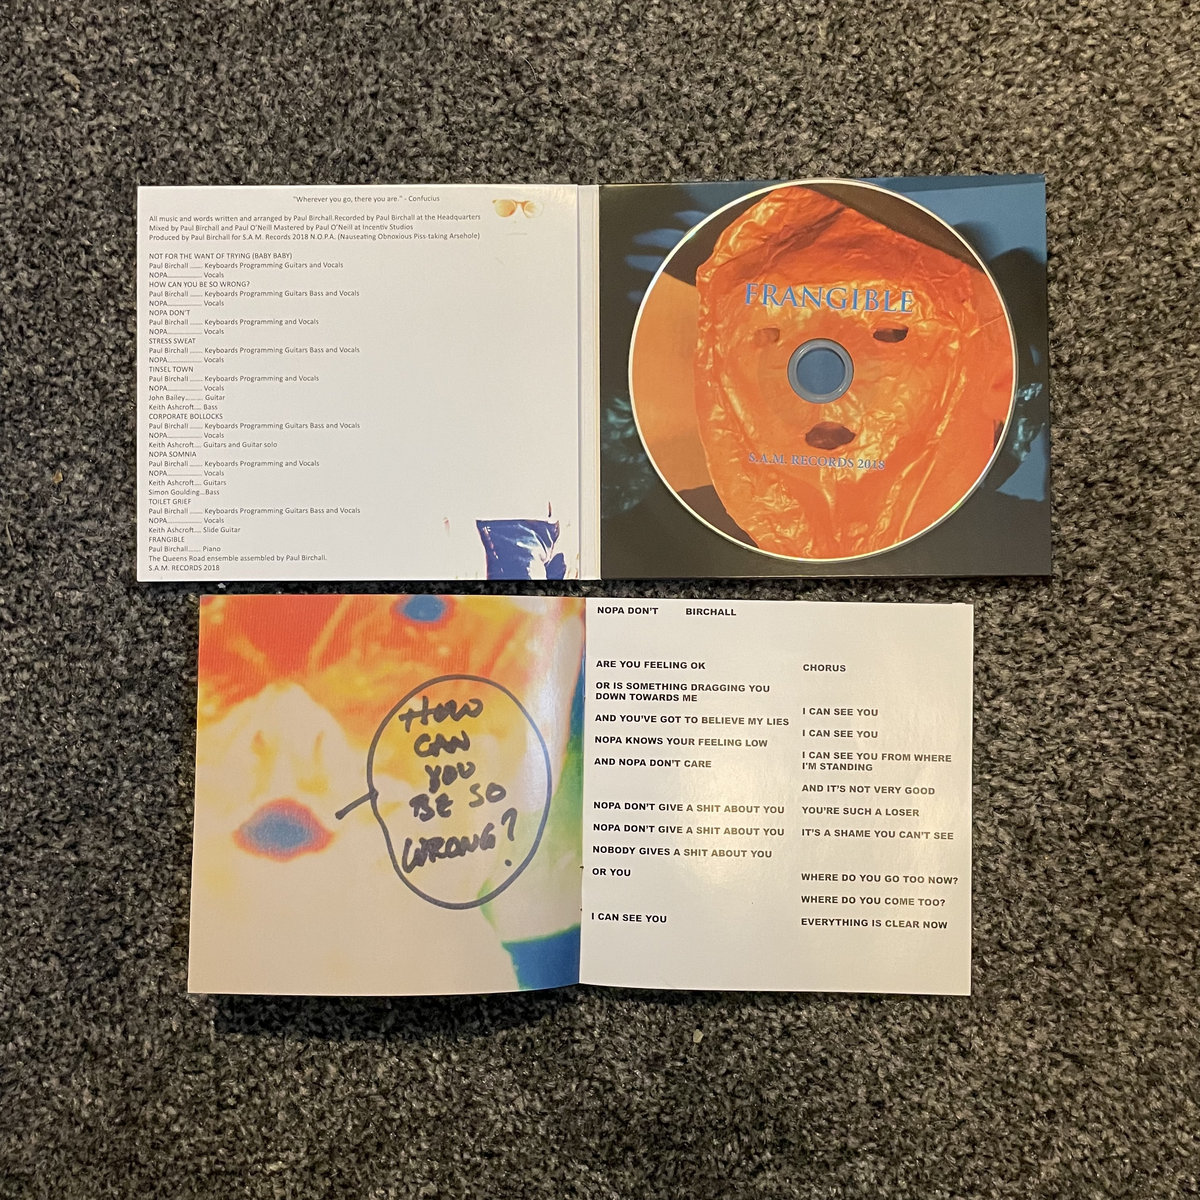 "Wherever you go, there you are." - Confucius
All music and words written and arranged by Paul Birchall.Recorded by Paul Birchall at the Headquarters
Mixed by Paul Birchall and Paul O'Neill Mastered by Paul O'Neill at Incentiv Studios
Produced by Paul Birchall for S.A.M. Records 2018 N.O.P.A. (Nauseating Obnoxious Piss-taking Arsehole)
NOT FOR THE WANT OF TRYING (BABY BABY)
Paul Birchall ....... Keyboards Programming Guitars and Vocals
NOPA................... Vocals
HOW CAN YOU BE SO WRONG?
Paul Birchall ....... Keyboards Programming Guitars Bass and Vocals
NOPA................... Vocals
NOPA DON'T
Paul Birchall ....... Keyboards Programming and Vocals
NOPA................... Vocals
STRESS SWEAT
Paul Birchall ....... Keyboards Programming Guitars Bass and Vocals
NOPA................... Vocals
TINSEL TOWN
Paul Birchall ....... Keyboards Programming and Vocals
NOPA................... Vocals
John Bailey.......... Guitar
Keith Ashcroft.... Bass
CORPORATE BOLLOCKS
Paul Birchall ....... Keyboards Programming Guitars Bass and Vocals
NOPA................... Vocals
Keith Ashcroft.... Guitars and Guitar solo
NOPA SOMNIA
Paul Birchall ....... Keyboards Programming and Vocals
NOPA................... Vocals
Keith Ashcroft.... Guitars
Simon Goulding...Bass
TOILET GRIEF
Paul Birchall ....... Keyboards Programming Guitars Bass and Vocals
NOPA................... Vocals
Keith Ashcroft.... Slide Guitar
FRANGIBLE
Paul Birchall....... Piano
The Queens Road ensemble assembled by Paul Birchall.
S.A.M. RECORDS 2018
FRANGIBLE
S.A.M. RECORDS 2018
HOW
CAN
YOU
BE SO
WRONG?
NOPA DON'T BIRCHALL
ARE YOU FEELING OK
OR IS SOMETHING DRAGGING YOU
DOWN TOWARDS ME
AND YOU'VE GOT TO BELIEVE MY LIES
NOPA KNOWS YOUR FEELING LOW
AND NOPA DON'T CARE
NOPA DON'T GIVE A SHIT ABOUT YOU
NOPA DON'T GIVE A SHIT ABOUT YOU
NOBODY GIVES A SHIT ABOUT YOU
OR YOU
I CAN SEE YOU
CHORUS
I CAN SEE YOU
I CAN SEE YOU
I CAN SEE YOU FROM WHERE
I'M STANDING
AND IT'S NOT VERY GOOD
YOU'RE SUCH A LOSER
IT'S A SHAME YOU CAN'T SEE
WHERE DO YOU GO TOO NOW?
WHERE DO YOU COME TOO?
EVERYTHING IS CLEAR NOW